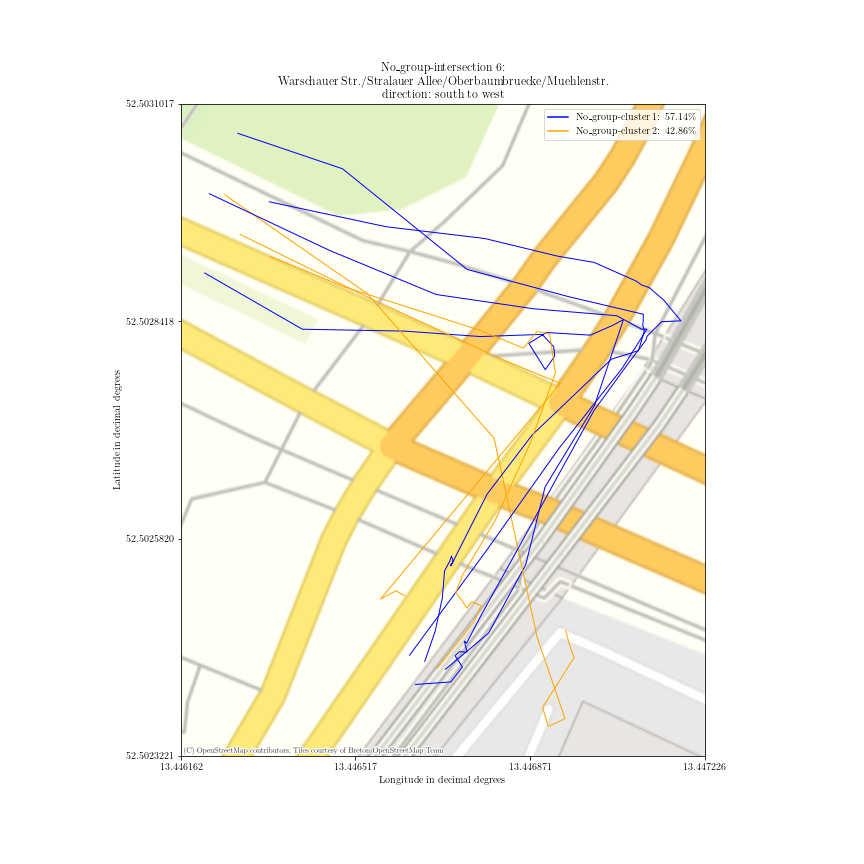 No_group-intersection 6:
Warschauer Str./Stralauer Allee/Oberbaumbruecke/Muehlenstr.
direction: south to west
52.5031017
No_group-cluster 1: 57.14%
No_group-cluster 2: 42.86%
52.5028418
Latitude in decimal degrees
52.5025820
52.5023221
(C) OpenStreetMap contributors, Tiles courtesy of Breton OpenStreetMap Team
13.446162
13.446517
13.446871
13.447226
Longitude in decimal degrees